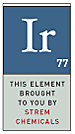 Ir
77
THIS ELEMENT
BROUGHT
TO YOU BY
STREM
CHEMICALS